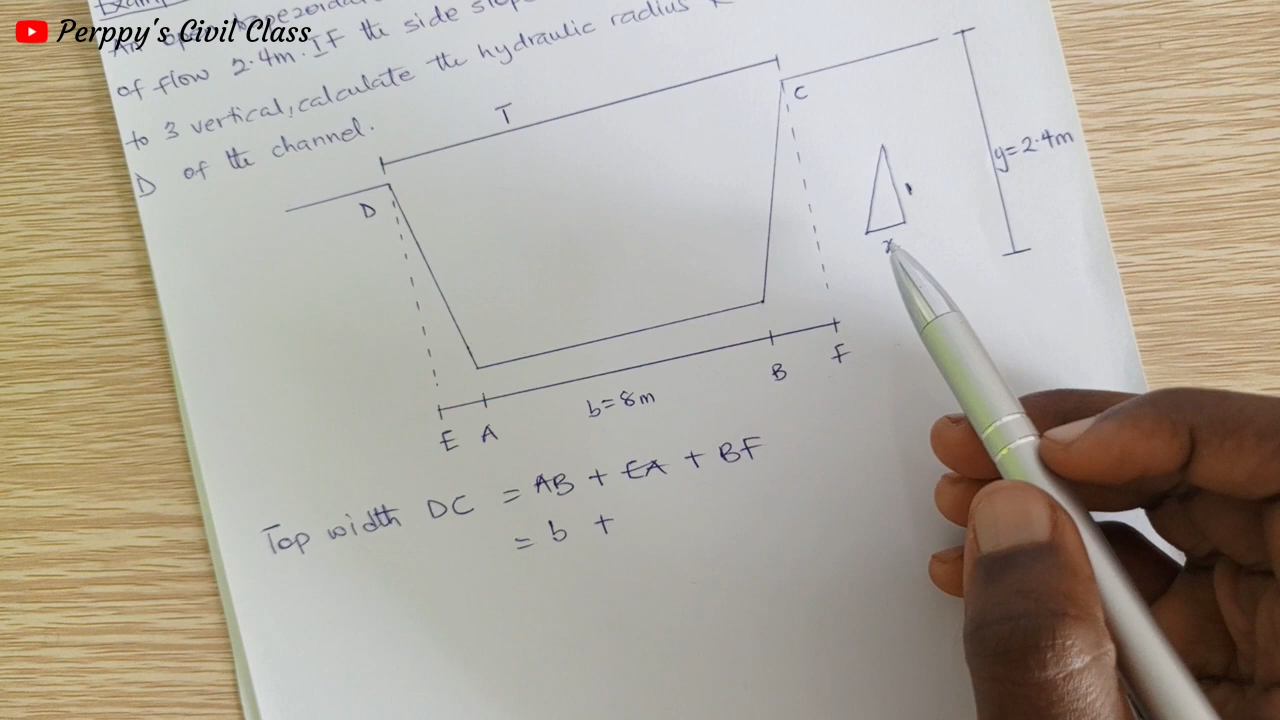 Perppy's Civil Class
of flow 2.4m. IF the side
to 3 vertical, calculate the hydraulic radius
D of the channel.
T
C
D
y=2.4m
1
x
b=8m
E A
B F
Top width DC = AB + EA + BF
= b +